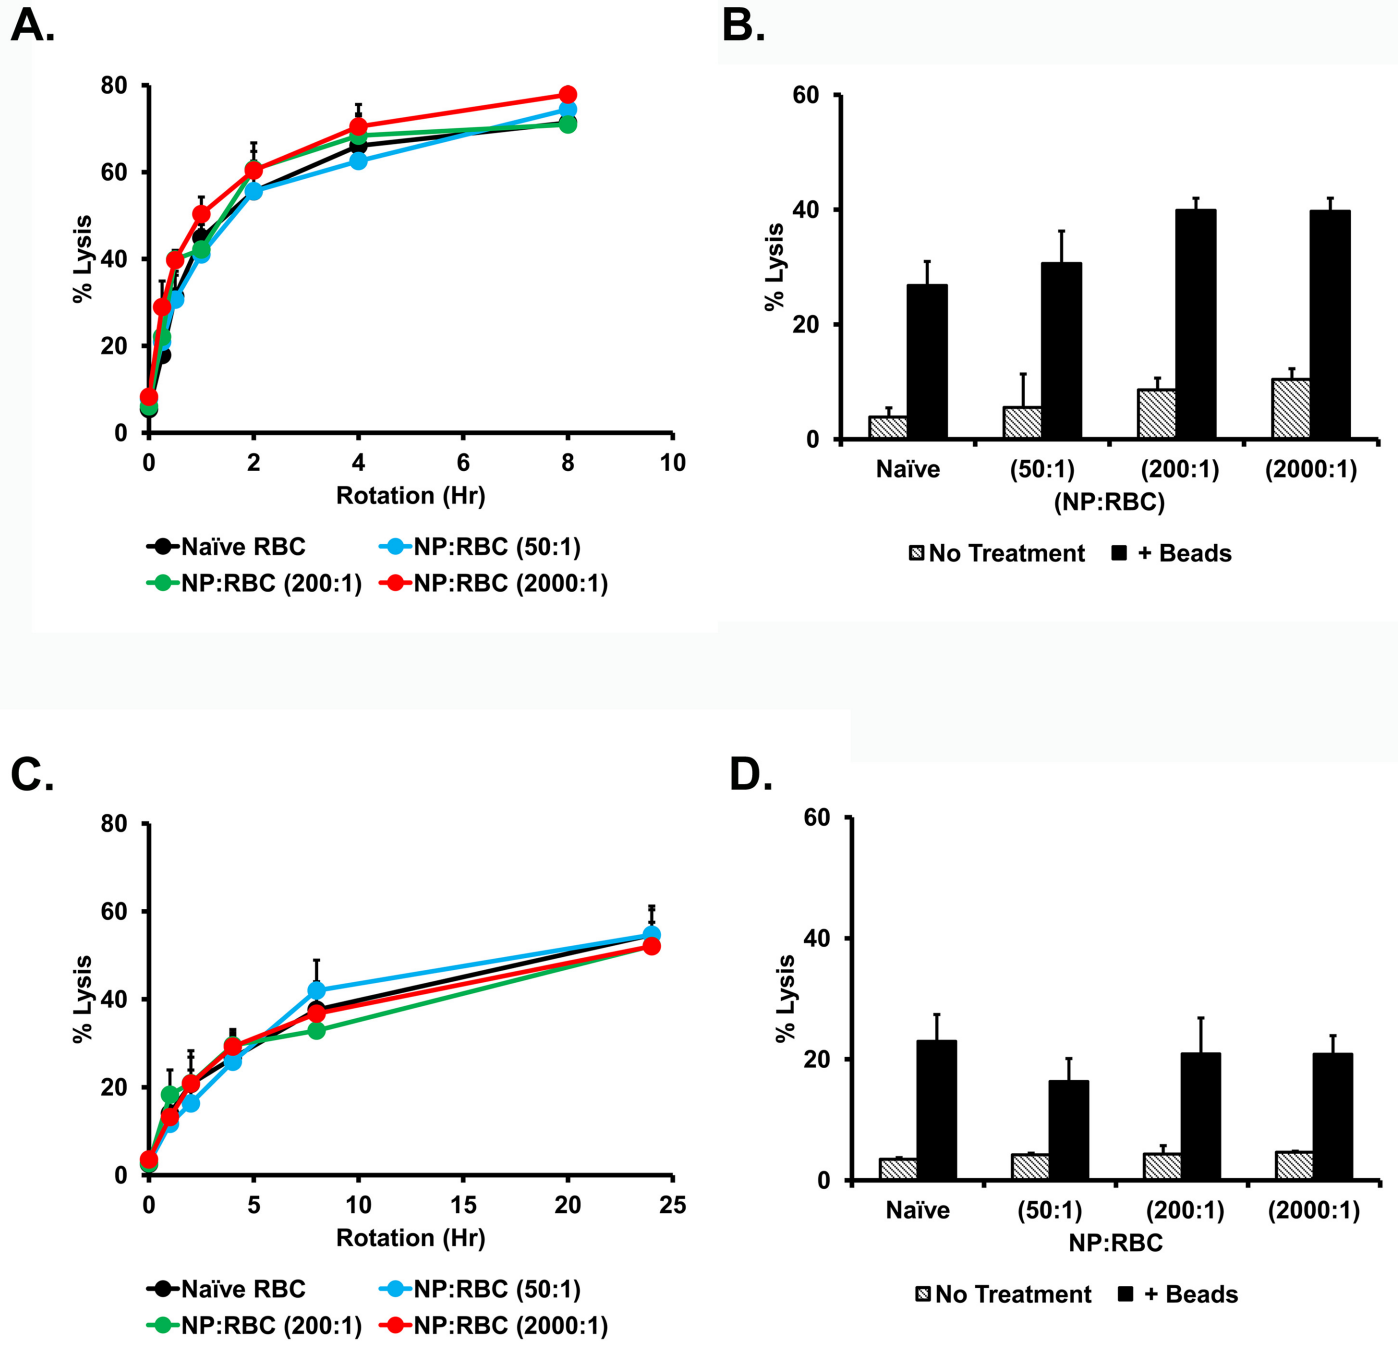 A.
80
60
40
20
0
% Lysis
0 2 4 6 8 10
Rotation (Hr)
Naïve RBC NP:RBC (50:1)
NP:RBC (200:1) NP:RBC (2000:1)
B.
60
40
20
0
% Lysis
Naïve (50:1) (200:1) (2000:1)
(NP:RBC)
No Treatment + Beads
C.
80
60
40
20
0
% Lysis
0 5 10 15 20 25
Rotation (Hr)
Naïve RBC NP:RBC (50:1)
NP:RBC (200:1) NP:RBC (2000:1)
D.
60
40
20
0
% Lysis
Naïve (50:1) (200:1) (2000:1)
NP:RBC
No Treatment + Beads